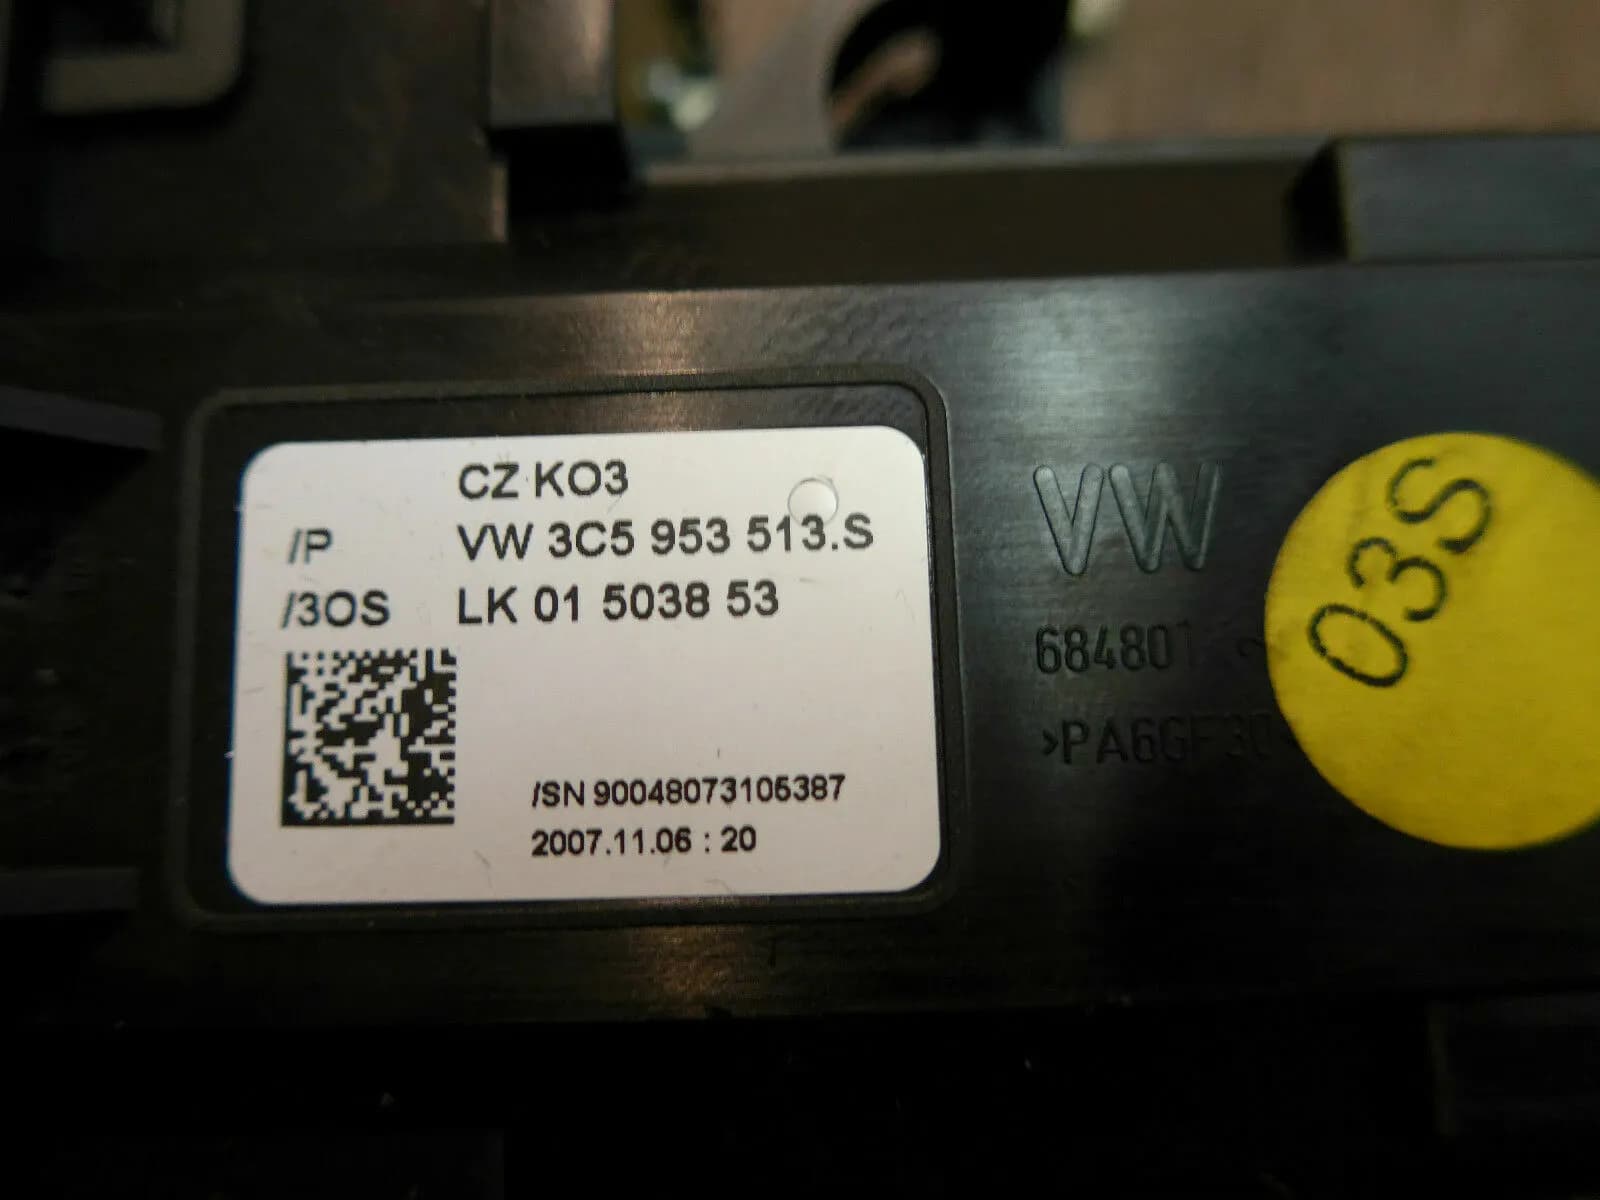 CZ KO3
/P VW 3C5 953 513.S
/3OS LK 01 5038 53
/SN 90048073105387
2007.11.06 : 20
VW
684801
>PA6GF30
03S